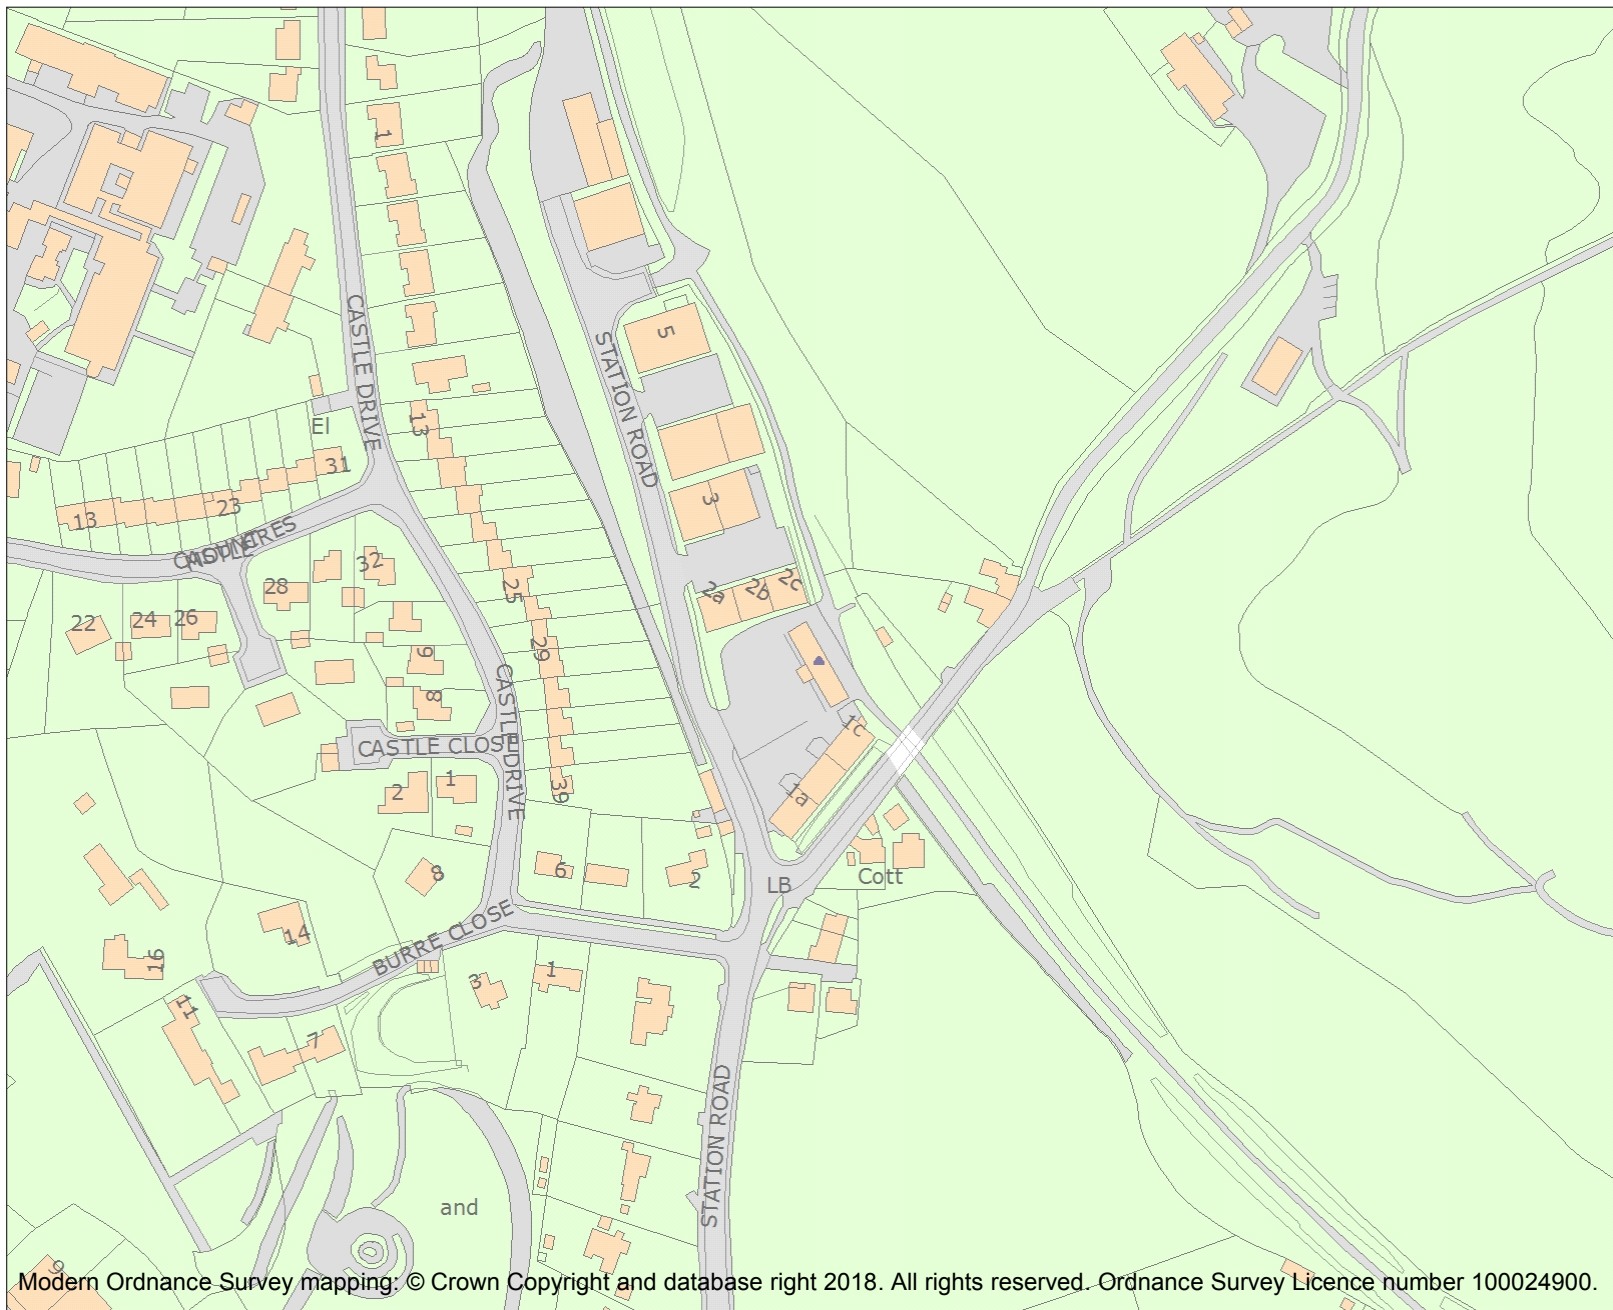 1
CASTLE DRIVE
5
STATION ROAD
13
El
31
23
13
3
CASTLE
32
28
25
2a
2b
2c
22
24
26
29
9
8
CASTLE DRIVE
1c
CASTLE CLOSE
2
1
39
1a
8
6
2
LB
Cott
14
BURRE CLOSE
16
3
1
11
7
STATION ROAD
and
9
Modern Ordnance Survey mapping: © Crown Copyright and database right 2018. All rights reserved. Ordnance Survey Licence number 100024900.